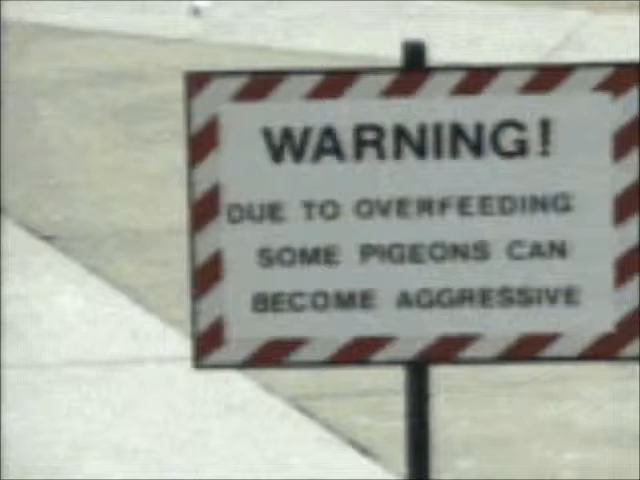 WARNING!
DUE TO OVERFEEDING
SOME PIGEONS CAN
BECOME AGGRESSIVE